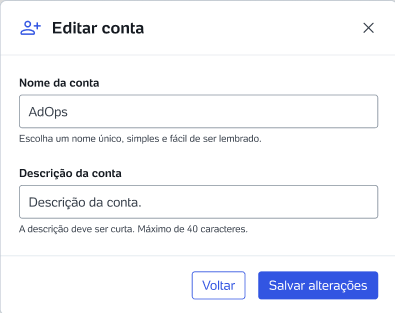 Editar conta
Nome da conta
AdOps
Escolha um nome único, simples e fácil de ser lembrado.
Descrição da conta
Descrição da conta.
A descrição deve ser curta. Máximo de 40 caracteres.
Voltar
Salvar alterações